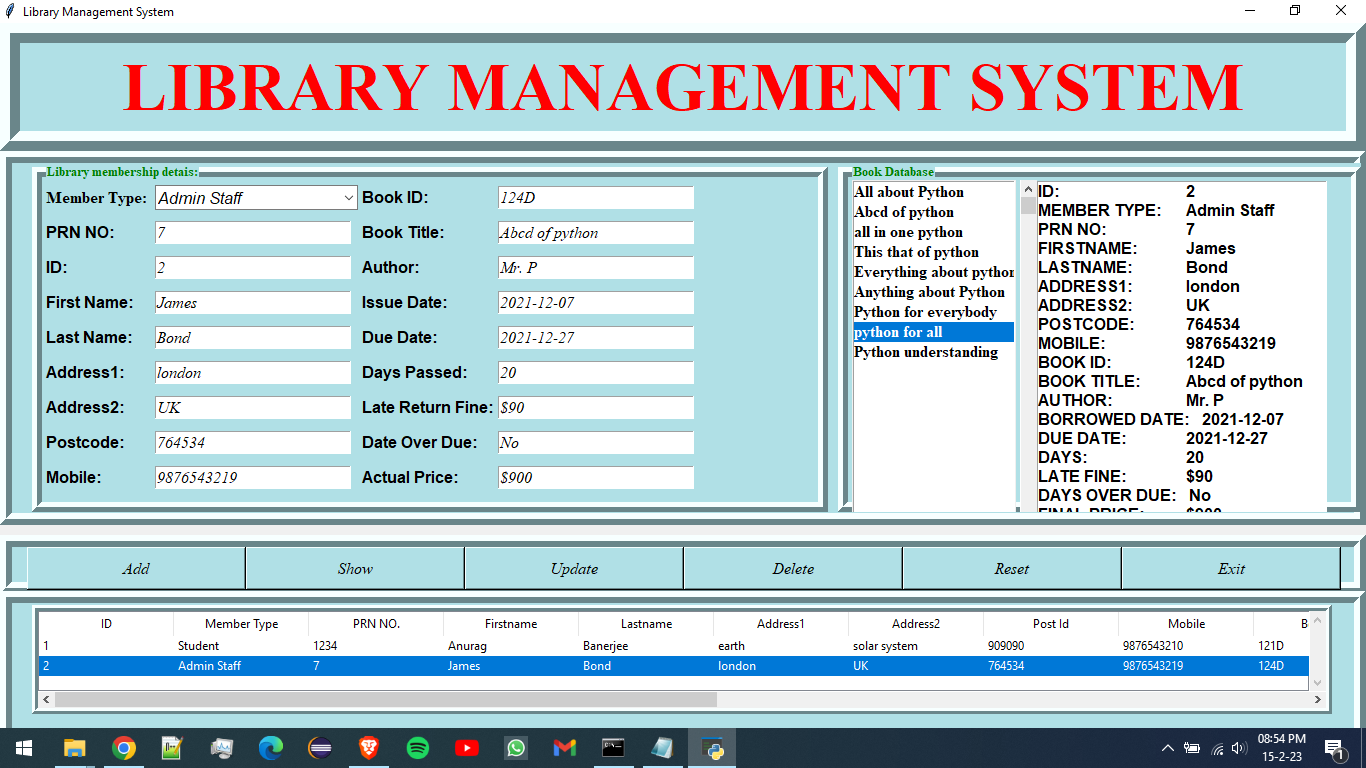 Library Management System
LIBRARY MANAGEMENT SYSTEM
Library membership detais:
Member Type: Admin Staff
PRN NO: 7
ID: 2
First Name: James
Last Name: Bond
Address1: london
Address2: UK
Postcode: 764534
Mobile: 9876543219
Book ID: 124D
Book Title: Abcd of python
Author: Mr. P
Issue Date: 2021-12-07
Due Date: 2021-12-27
Days Passed: 20
Late Return Fine: $90
Date Over Due: No
Actual Price: $900
Book Database
All about Python
Abcd of python
all in one python
This that of python
Everything about python
Anything about Python
Python for everybody
python for all
Python understanding
ID: 2
MEMBER TYPE: Admin Staff
PRN NO: 7
FIRSTNAME: James
LASTNAME: Bond
ADDRESS1: london
ADDRESS2: UK
POSTCODE: 764534
MOBILE: 9876543219
BOOK ID: 124D
BOOK TITLE: Abcd of python
AUTHOR: Mr. P
BORROWED DATE: 2021-12-07
DUE DATE: 2021-12-27
DAYS: 20
LATE FINE: $90
DAYS OVER DUE: No
FINAL PRICE: $900
Add Show Update Delete Reset Exit
ID Member Type PRN NO. Firstname Lastname Address1 Address2 Post Id Mobile B
1 Student 1234 Anurag Banerjee earth solar system 909090 9876543210 121D
2 Admin Staff 7 James Bond london UK 764534 9876543219 124D
08:54 PM
15-2-23
1